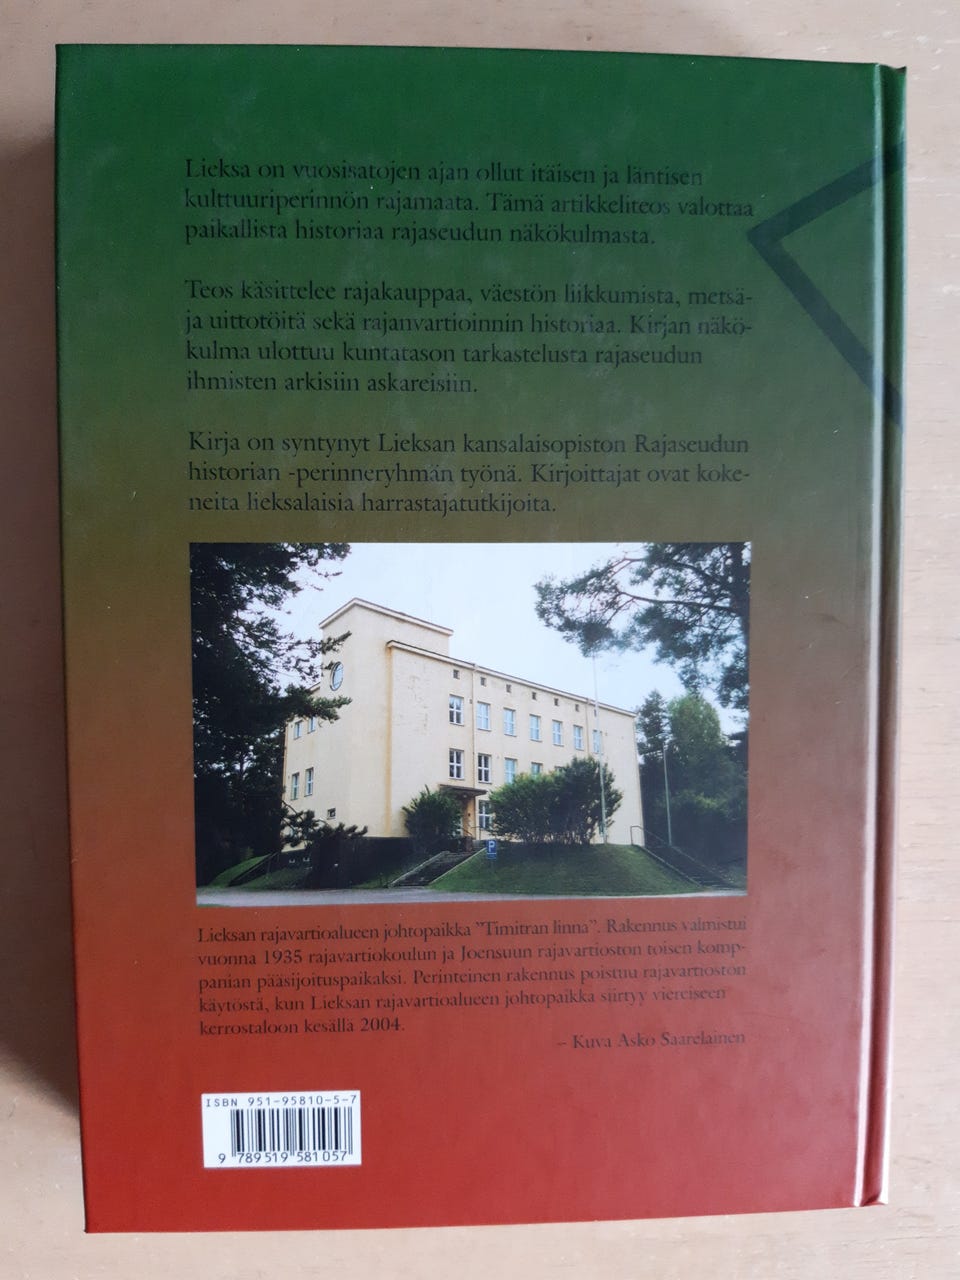 Lieksa on vuosisatojen ajan ollut itäisen ja läntisen
kulttuuriperinnön rajamaata. Tämä artikkeliteos valottaa
paikallista historiaa rajaseudun näkökulmasta.
Teos käsittelee rajakauppaa, väestön liikkumista, metsä-
ja uittotöitä sekä rajanvartioinnin historiaa. Kirjan näkö-
kulma ulottuu kuntatason tarkastelusta rajaseudun
ihmisten arkisiin askareisiin.
Kirja on syntynyt Lieksan kansalaisopiston Rajaseudun
historian -perinneryhmän työnä. Kirjoittajat ovat koke-
neita lieksalaisia harrastajatutkijoita.
P
Lieksan rajavartioalueen johtopaikka ”Timitran linna”. Rakennus valmistui
vuonna 1935 rajavartiokoulun ja Joensuun rajavartioston toisen komp-
panian pääsijoituspaikaksi. Perinteinen rakennus poistuu rajavartioston
käytöstä, kun Lieksan rajavartioalueen johtopaikka siirtyy viereiseen
kerrostaloon kesällä 2004.
– Kuva Asko Saarelainen
ISBN 951-95810-5-7
9 789519 581057